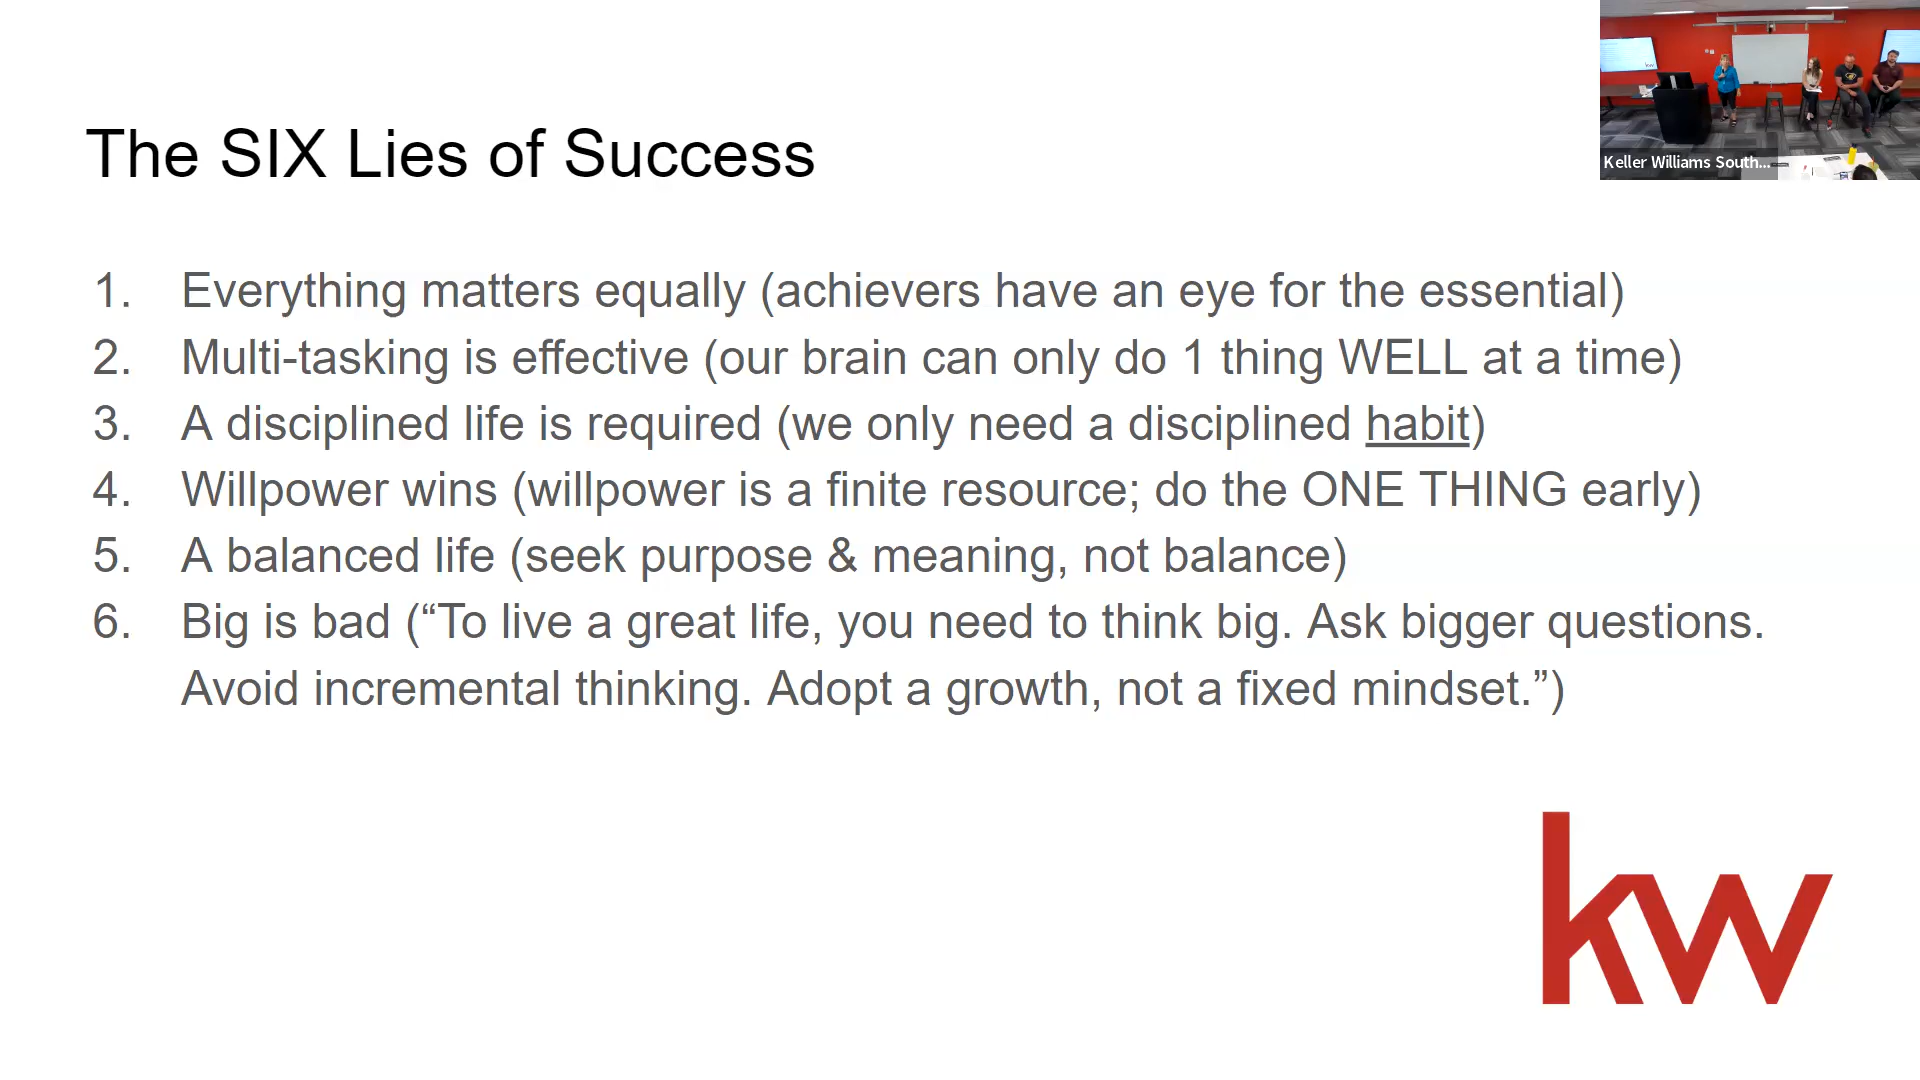 The SIX Lies of Success
Keller Williams South...
1. Everything matters equally (achievers have an eye for the essential)
2. Multi-tasking is effective (our brain can only do 1 thing WELL at a time)
3. A disciplined life is required (we only need a disciplined habit)
4. Willpower wins (willpower is a finite resource; do the ONE THING early)
5. A balanced life (seek purpose & meaning, not balance)
6. Big is bad (“To live a great life, you need to think big. Ask bigger questions.
Avoid incremental thinking. Adopt a growth, not a fixed mindset.”)
kw